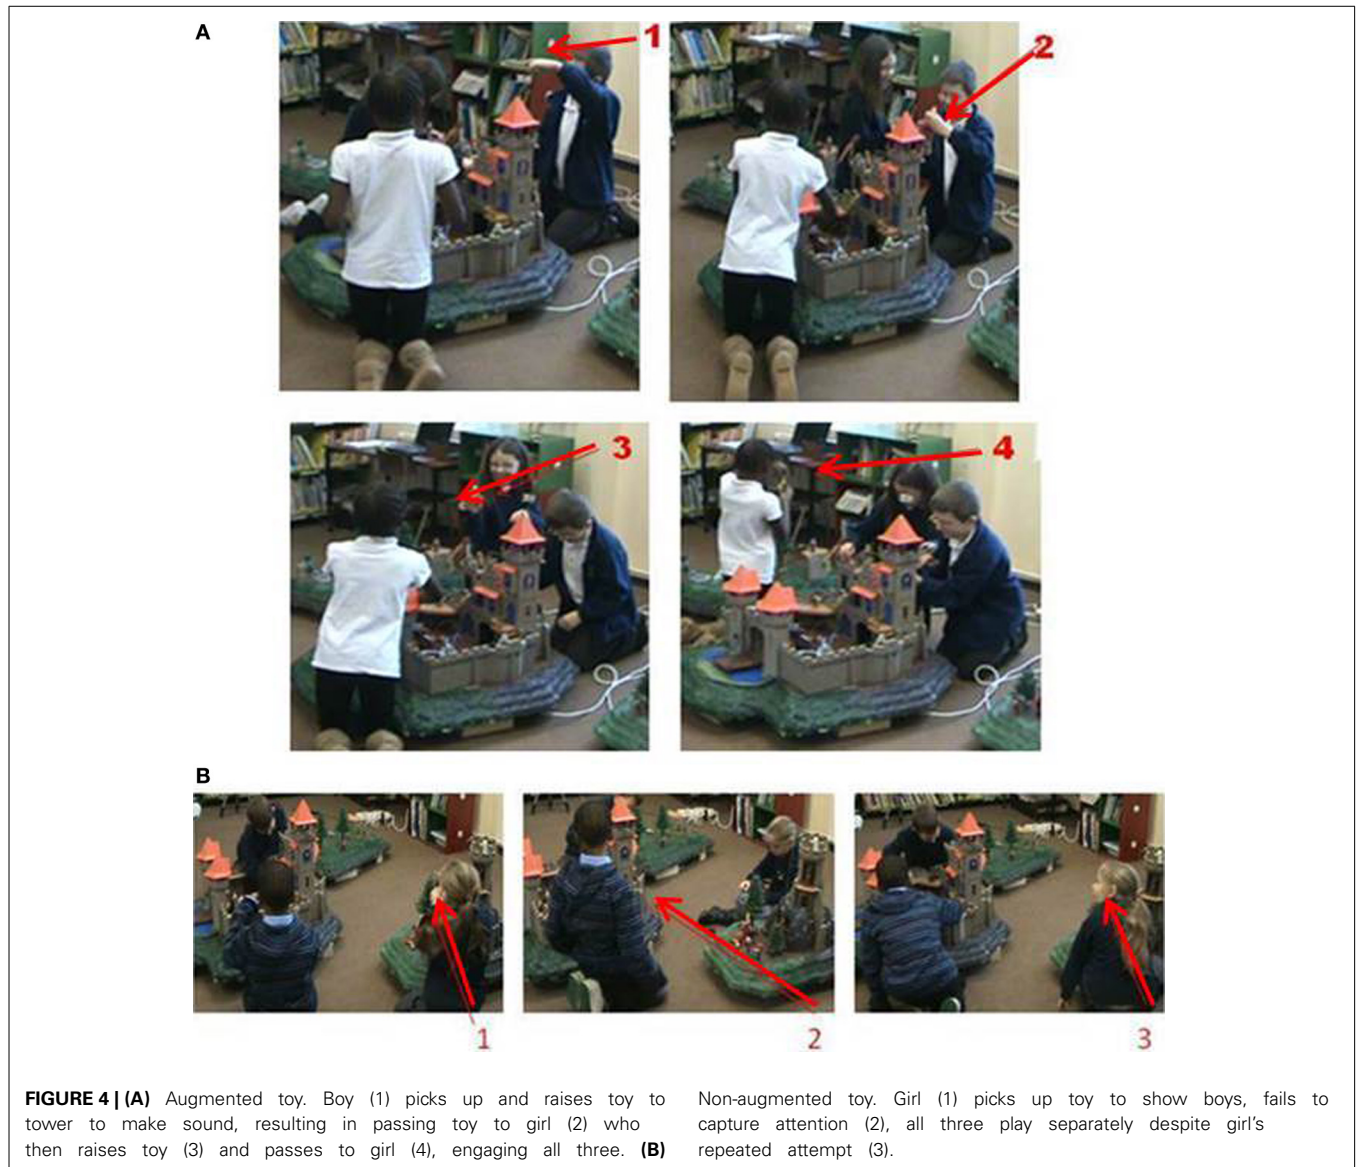 A
1
2
3
4
B
1
2
3
FIGURE 4 | (A) Augmented toy. Boy (1) picks up and raises toy to
tower to make sound, resulting in passing toy to girl (2) who
then raises toy (3) and passes to girl (4), engaging all three. (B)
Non-augmented toy. Girl (1) picks up toy to show boys, fails to
capture attention (2), all three play separately despite girl's
repeated attempt (3).